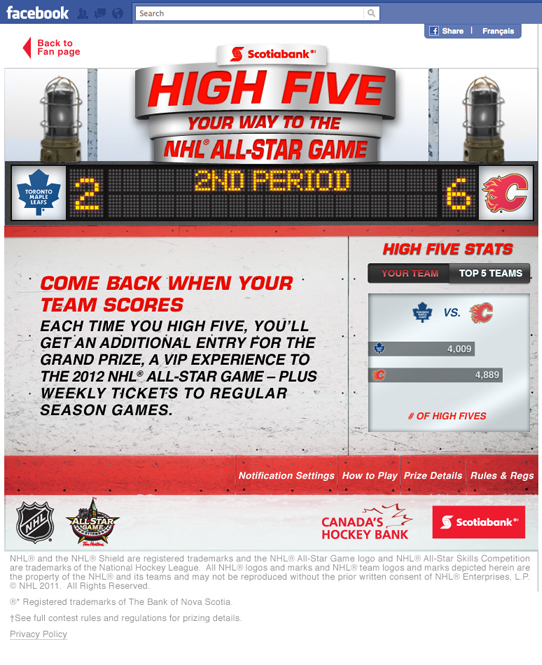 facebook
Search
Share | Français
Back to
Fan page
Scotiabank®*
HIGH FIVE
YOUR WAY TO THE
NHL® ALL-STAR GAME
TORONTO
MAPLE
LEAFS
2
2ND PERIOD
6
HIGH FIVE STATS
YOUR TEAM
TOP 5 TEAMS
COME BACK WHEN YOUR
TEAM SCORES
EACH TIME YOU HIGH FIVE, YOU'LL
GET AN ADDITIONAL ENTRY FOR THE
GRAND PRIZE, A VIP EXPERIENCE TO
THE 2012 NHL® ALL-STAR GAME – PLUS
WEEKLY TICKETS TO REGULAR
SEASON GAMES.
VS.
4,009
4,889
# OF HIGH FIVES
Notification Settings
How to Play
Prize Details
Rules & Regs
NHL
ALL-STAR
GAME
CANADA'S
HOCKEY BANK
Scotiabank®*
NHL® and the NHL® Shield are registered trademarks and the NHL® All-Star Game logo and NHL® All-Star Skills Competition
are trademarks of the National Hockey League. All NHL® logos and marks and NHL® team logos and marks depicted herein are
the property of the NHL® and its teams and may not be reproduced without the prior written consent of NHL® Enterprises, L.P.
© NHL 2011. All Rights Reserved.
®* Registered trademarks of The Bank of Nova Scotia.
†See full contest rules and regulations for prizing details.
Privacy Policy